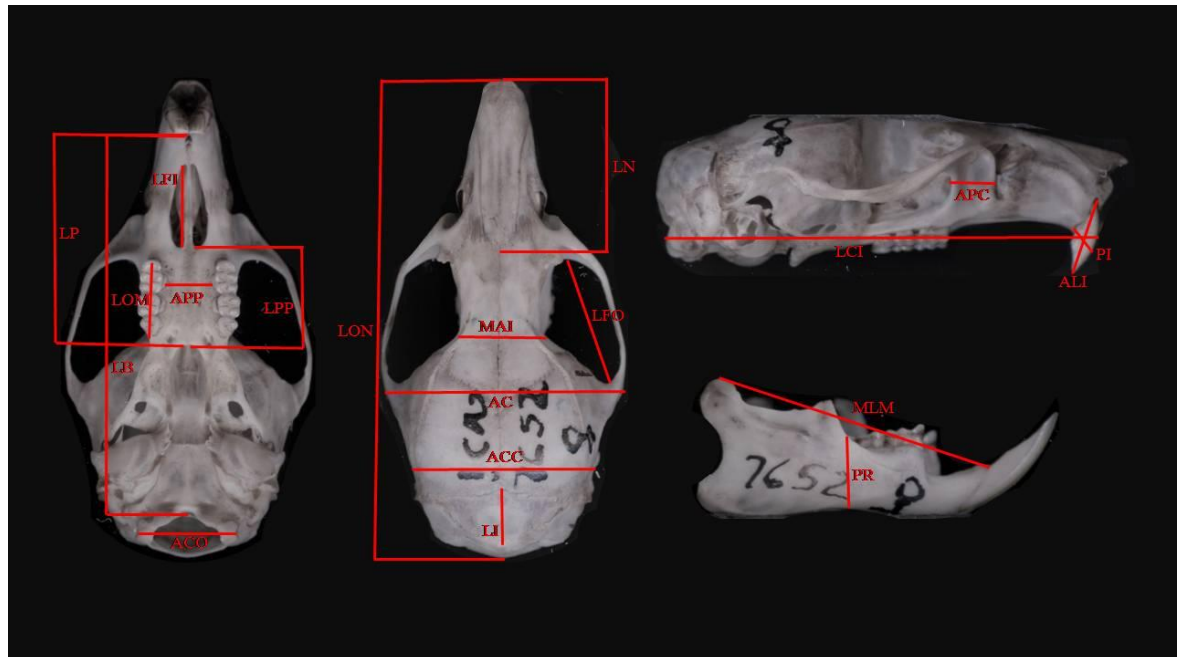 LFI
LP
LOM
APP
LPP
LB
ACO
LN
LON
MAI
LFO
AC
ACC
LI
7652
APC
LCI
PI
ALI
MLM
PR
7652 ♀